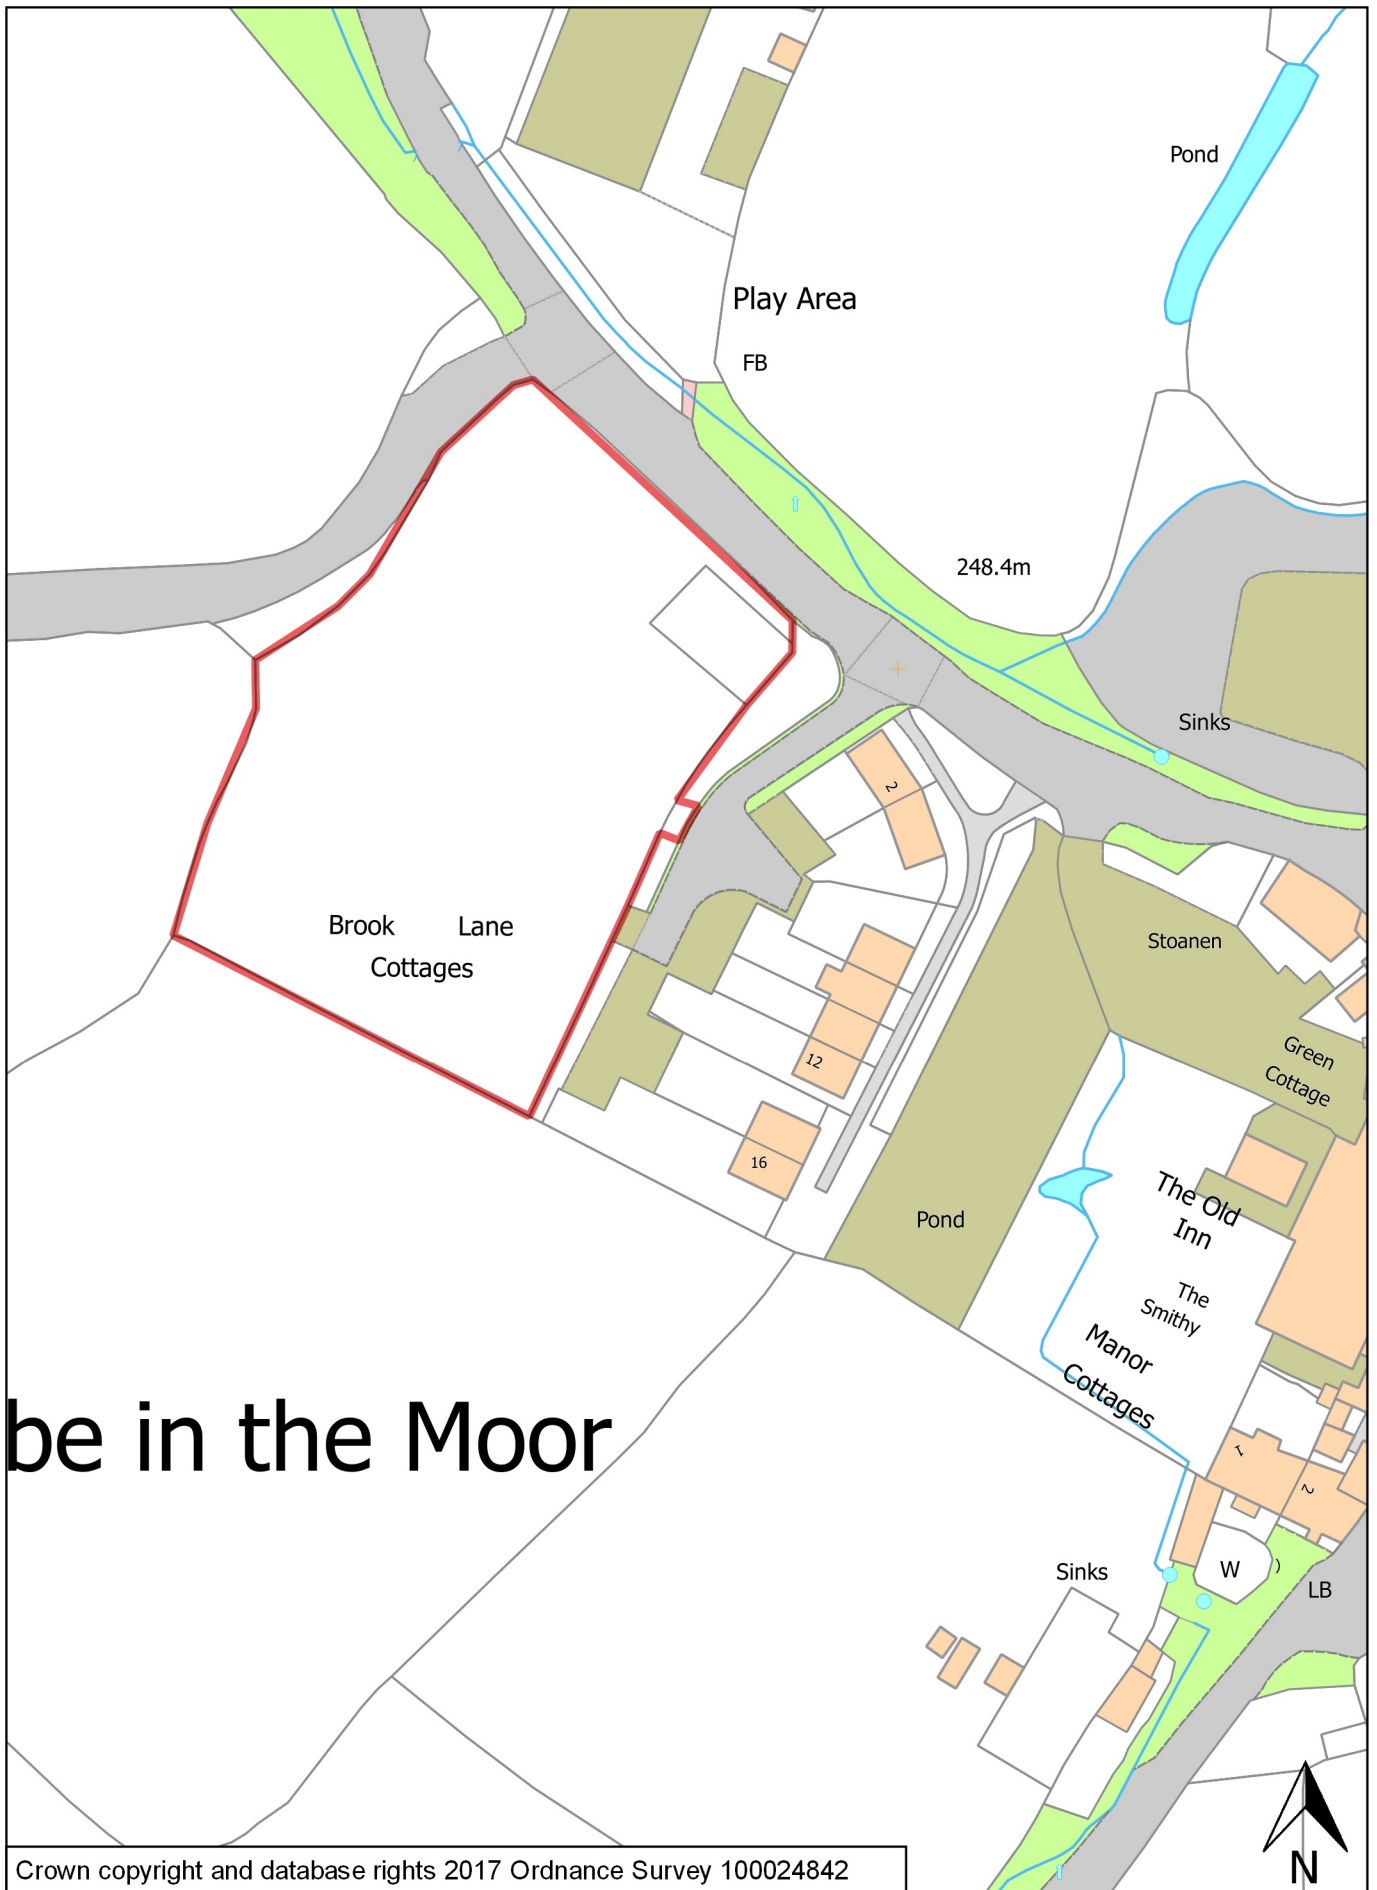 Pond
Play Area
FB
248.4m
Sinks
2
Brook Lane
Cottages
Stoanen
12
Green
Cottage
16
Pond
The Old
Inn
The
Smithy
Manor
Cottages
be in the Moor
1
2
Sinks
W
LB
N
Crown copyright and database rights 2017 Ordnance Survey 100024842